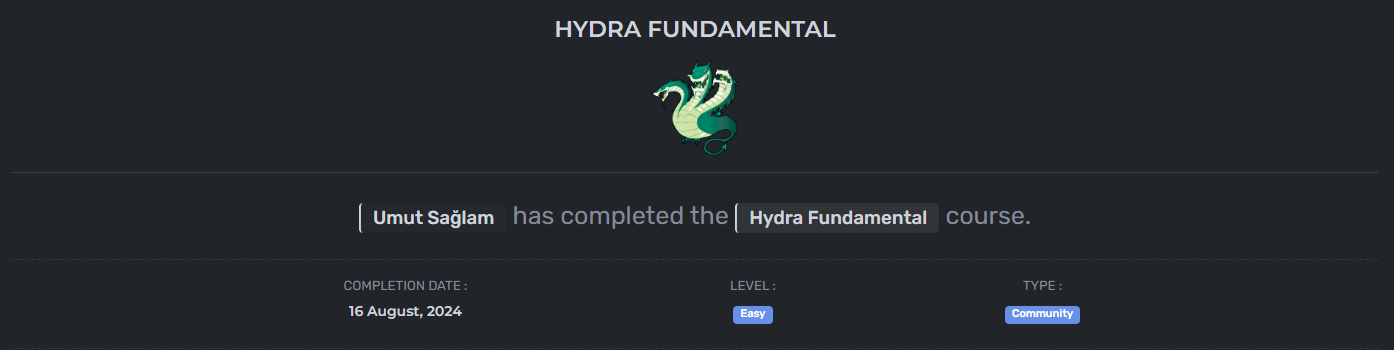 HYDRA FUNDAMENTAL
Umut Sağlam has completed the Hydra Fundamental course.
COMPLETION DATE : LEVEL : TYPE :
16 August, 2024 Easy Community